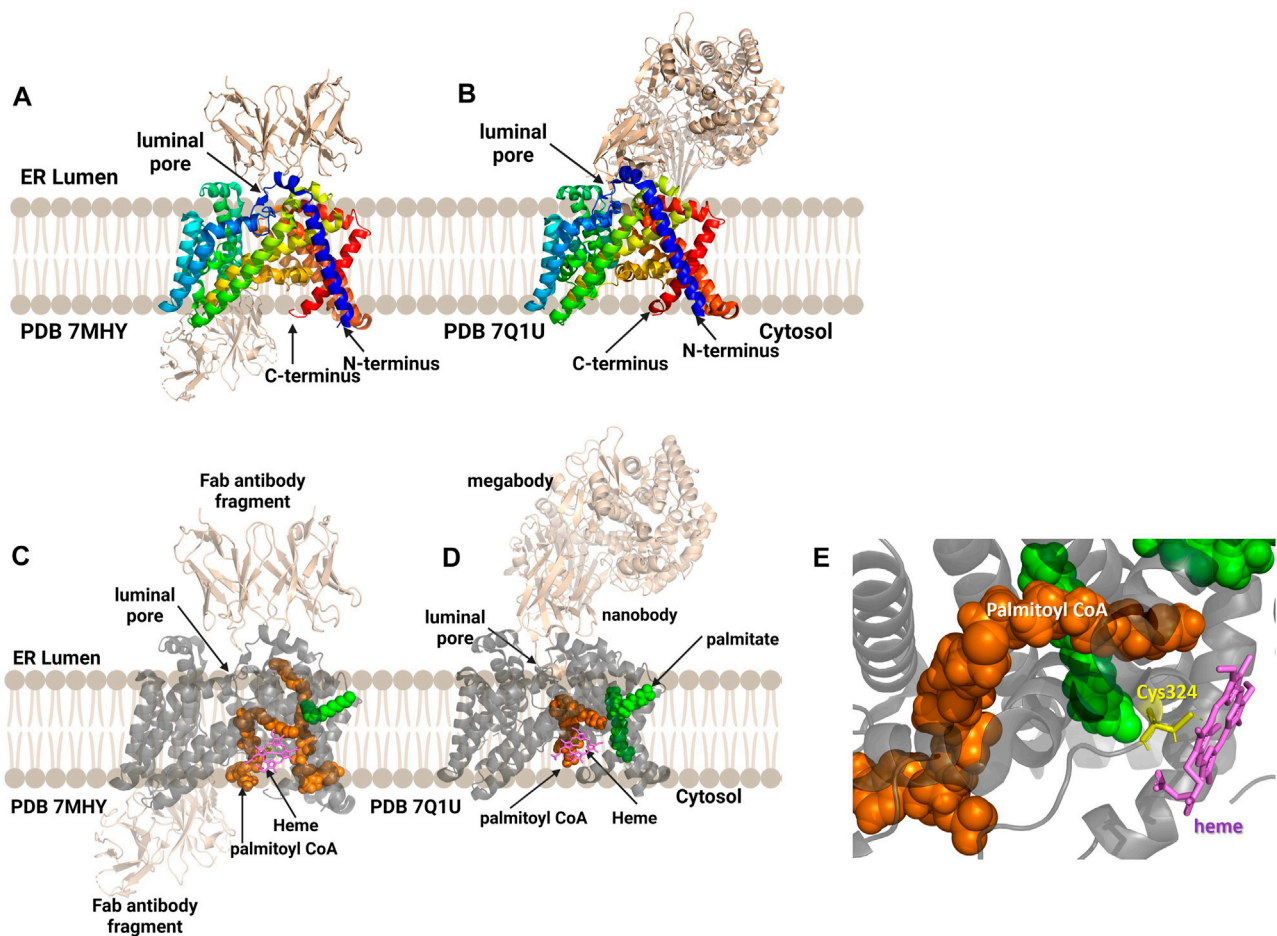 A
luminal
pore
ER Lumen
PDB 7MHY
C-terminus
N-terminus
B
luminal
pore
PDB 7Q1U
C-terminus
N-terminus
Cytosol
C
Fab antibody
fragment
luminal
pore
ER Lumen
PDB 7MHY
Heme
palmitoyl CoA
Fab antibody
fragment
D
megabody
nanobody
luminal
pore
palmitate
PDB 7Q1U
palmitoyl CoA
Heme
Cytosol
E
Palmitoyl CoA
Cys324
heme